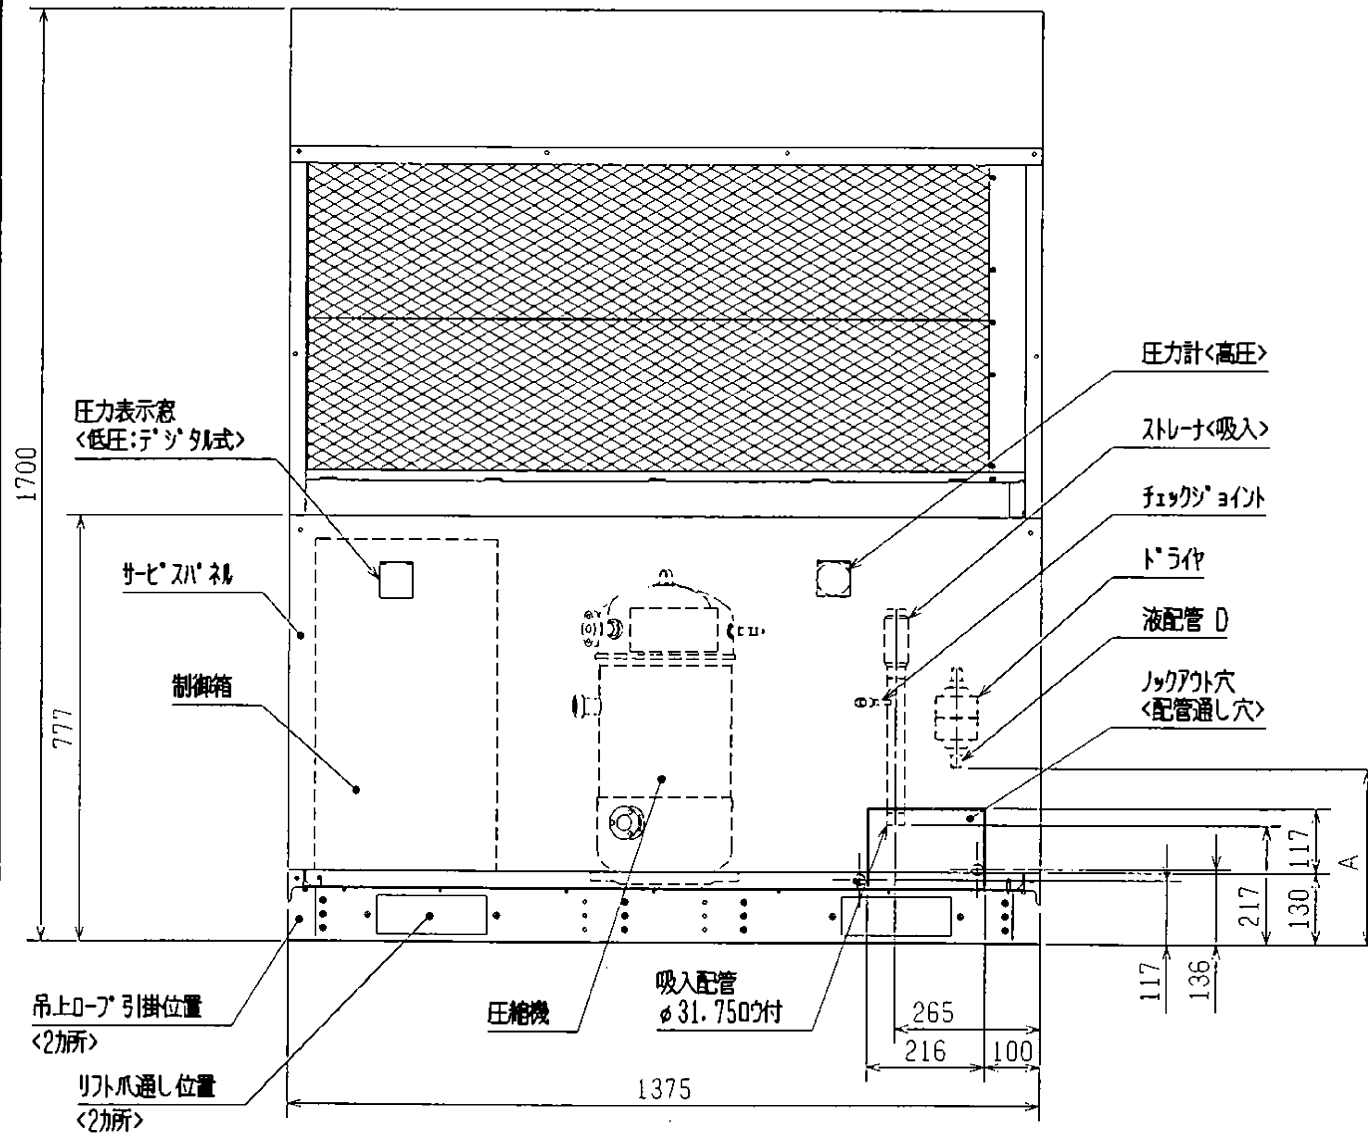 圧力計<高圧>
ストレーナ<吸入>
チェックジョイント
ドライヤ
液配管 D
ノックアウト穴
<配管通し穴>
圧力表示窓
<低圧:デジタル式>
サービスパネル
制御箱
1700
777
A
117
130
217
136
117
吊上ロープ引掛位置
<2カ所>
リフト爪通し位置
<2カ所>
圧縮機
吸入配管
φ31.75ロウ付
265
216
100
1375